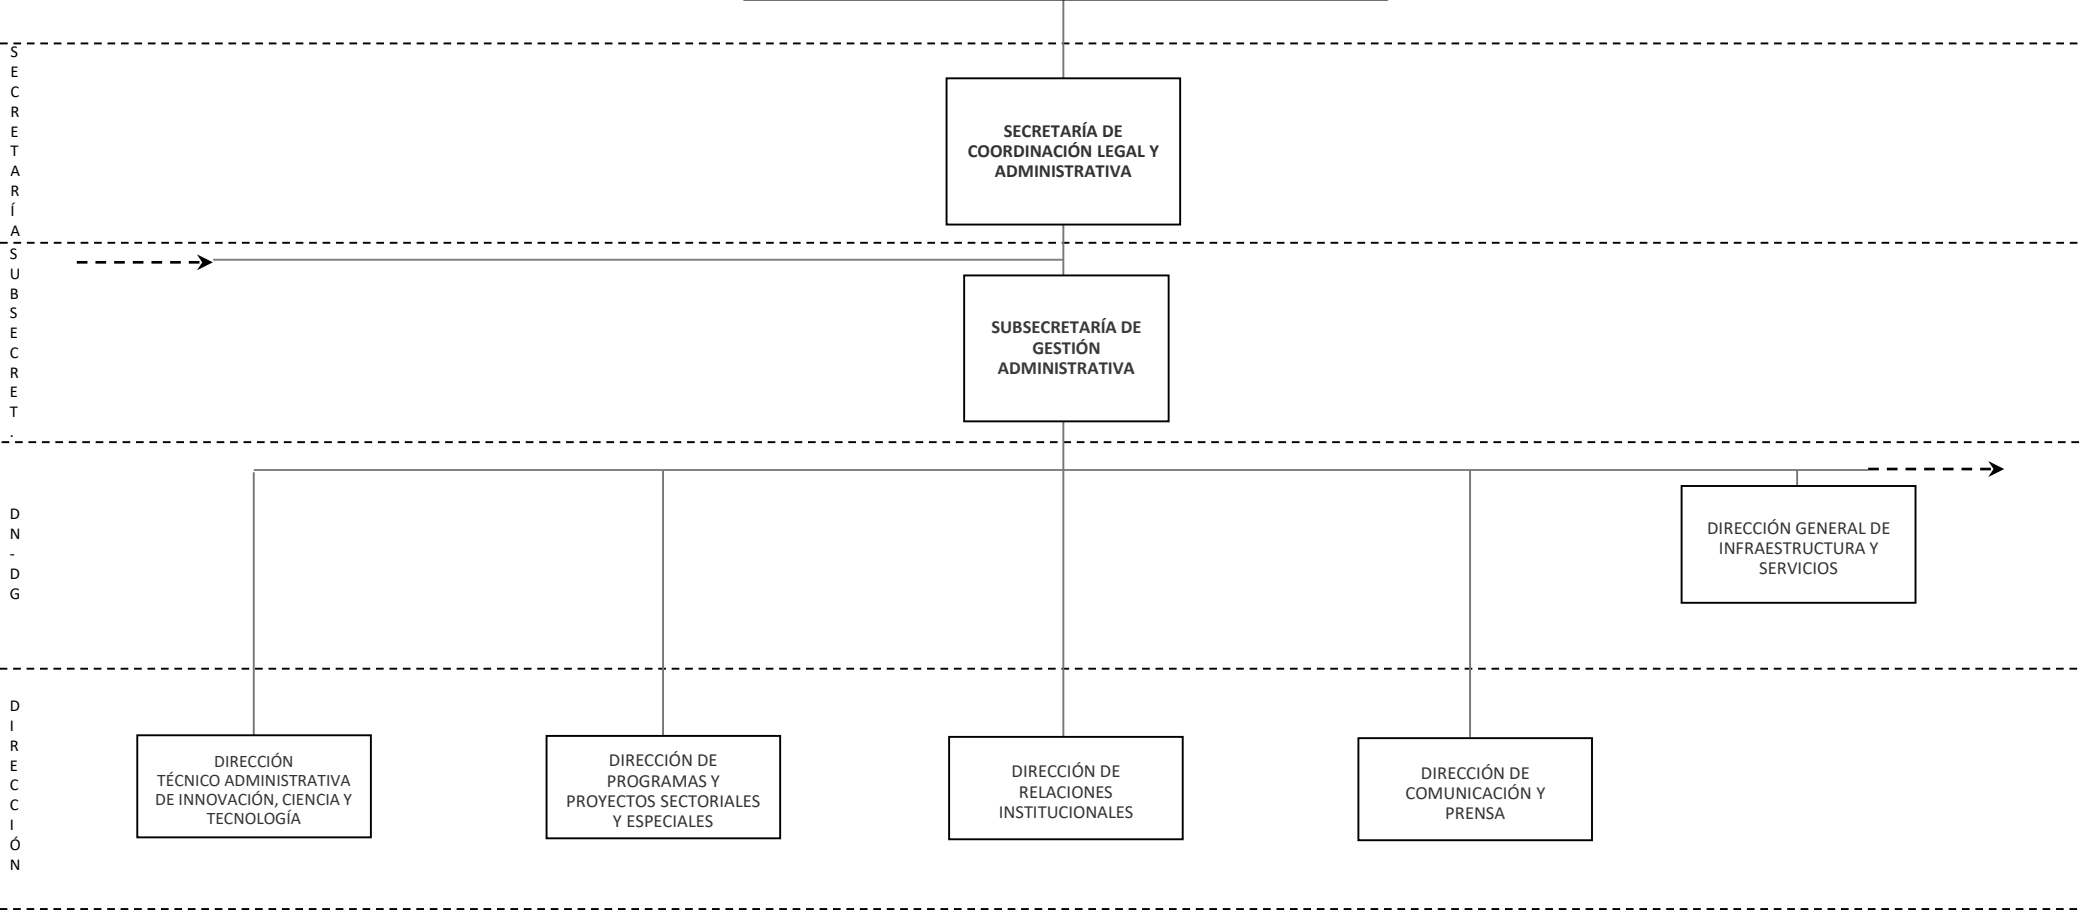 S
E
C
R
E
T
A
R
Í
A
SECRETARÍA DE
COORDINACIÓN LEGAL Y
ADMINISTRATIVA
S
U
B
S
E
C
R
E
T
.
SUBSECRETARÍA DE
GESTIÓN
ADMINISTRATIVA
D
N
-
D
G
DIRECCIÓN GENERAL DE
INFRAESTRUCTURA Y
SERVICIOS
D
I
R
E
C
C
I
Ó
N
DIRECCIÓN
TÉCNICO ADMINISTRATIVA
DE INNOVACIÓN, CIENCIA Y
TECNOLOGÍA
DIRECCIÓN DE
PROGRAMAS Y
PROYECTOS SECTORIALES
Y ESPECIALES
DIRECCIÓN DE
RELACIONES
INSTITUCIONALES
DIRECCIÓN DE
COMUNICACIÓN Y
PRENSA